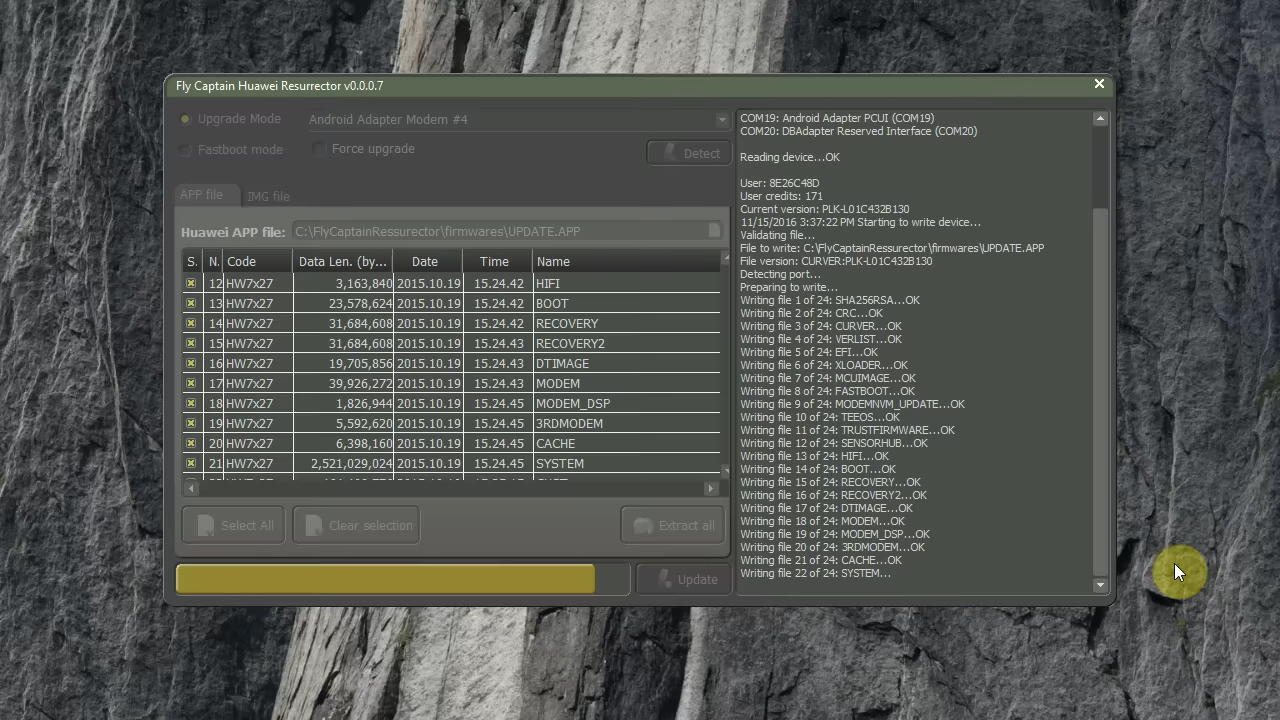 Fly Captain Huawei Resurrector v0.0.0.7
Upgrade Mode
Android Adapter Modem #4
Fastboot mode
Force upgrade
Detect
APP file
IMG file
Huawei APP file: C:\FlyCaptainRessurector\firmwares\UPDATE.APP
S. N. Code Data Len. (by... Date Time Name
12 HW7x27 3,163,840 2015.10.19 15.24.42 HIFI
13 HW7x27 23,578,624 2015.10.19 15.24.42 BOOT
14 HW7x27 31,684,608 2015.10.19 15.24.42 RECOVERY
15 HW7x27 31,684,608 2015.10.19 15.24.43 RECOVERY2
16 HW7x27 19,705,856 2015.10.19 15.24.43 DTIMAGE
17 HW7x27 39,926,272 2015.10.19 15.24.43 MODEM
18 HW7x27 1,826,944 2015.10.19 15.24.45 MODEM_DSP
19 HW7x27 5,592,620 2015.10.19 15.24.45 3RDMODEM
20 HW7x27 6,398,160 2015.10.19 15.24.45 CACHE
21 HW7x27 2,521,029,024 2015.10.19 15.24.45 SYSTEM
Select All
Clear selection
Extract all
Update
COM19: Android Adapter PCUI (COM19)
COM20: DBAdapter Reserved Interface (COM20)
Reading device...OK
User: 8E26C48D
User credits: 171
Current version: PLK-L01C432B130
11/15/2016 3:37:22 PM Starting to write device...
Validating file...
File to write: C:\FlyCaptainRessurector\firmwares\UPDATE.APP
File version: CURVER:PLK-L01C432B130
Detecting port...
Preparing to write...
Writing file 1 of 24: SHA256RSA...OK
Writing file 2 of 24: CRC...OK
Writing file 3 of 24: CURVER...OK
Writing file 4 of 24: VERLIST...OK
Writing file 5 of 24: EFI...OK
Writing file 6 of 24: XLOADER...OK
Writing file 7 of 24: MCUIMAGE...OK
Writing file 8 of 24: FASTBOOT...OK
Writing file 9 of 24: MODEMNVM_UPDATE...OK
Writing file 10 of 24: TEEOS...OK
Writing file 11 of 24: TRUSTFIRMWARE...OK
Writing file 12 of 24: SENSORHUB...OK
Writing file 13 of 24: HIFI...OK
Writing file 14 of 24: BOOT...OK
Writing file 15 of 24: RECOVERY...OK
Writing file 16 of 24: RECOVERY2...OK
Writing file 17 of 24: DTIMAGE...OK
Writing file 18 of 24: MODEM...OK
Writing file 19 of 24: MODEM_DSP...OK
Writing file 20 of 24: 3RDMODEM...OK
Writing file 21 of 24: CACHE...OK
Writing file 22 of 24: SYSTEM...